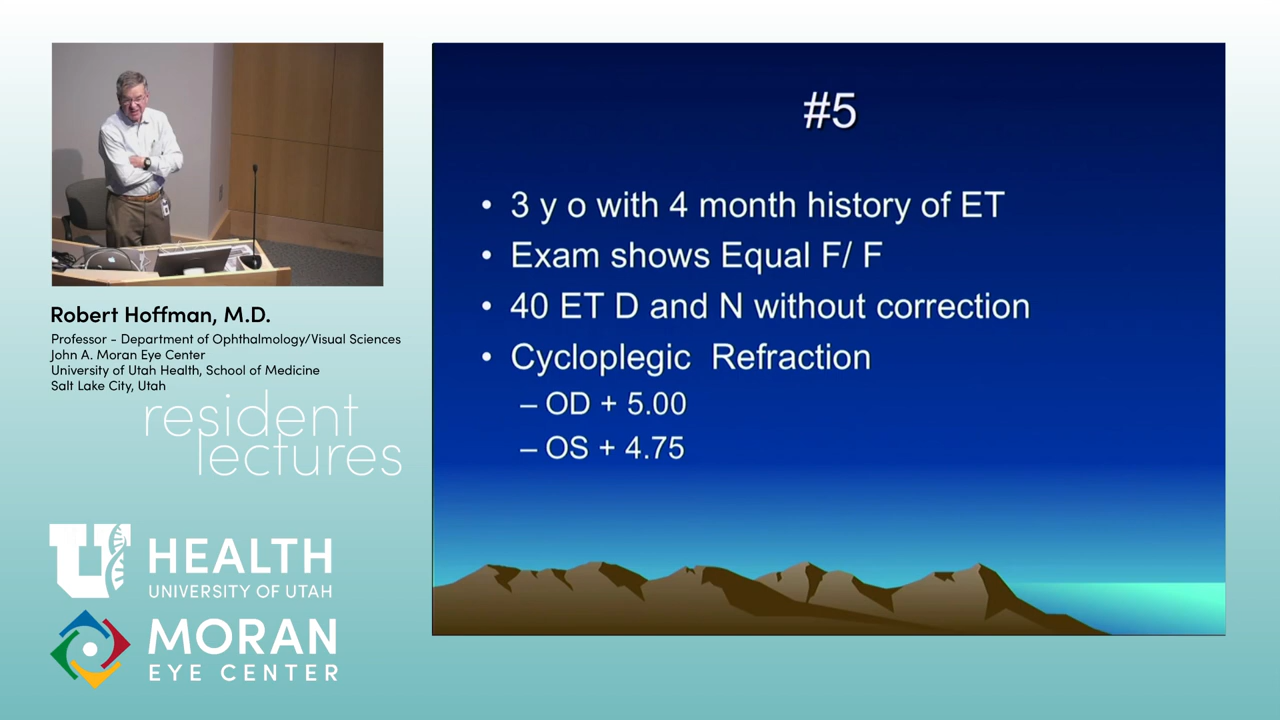 Robert Hoffman, M.D.
Professor - Department of Ophthalmology/Visual Sciences
John A. Moran Eye Center
University of Utah Health, School of Medicine
Salt Lake City, Utah
resident
lectures
U HEALTH
UNIVERSITY OF UTAH
MORAN
EYE CENTER
#5
• 3 y o with 4 month history of ET
• Exam shows Equal F/ F
• 40 ET D and N without correction
• Cycloplegic Refraction
– OD + 5.00
– OS + 4.75